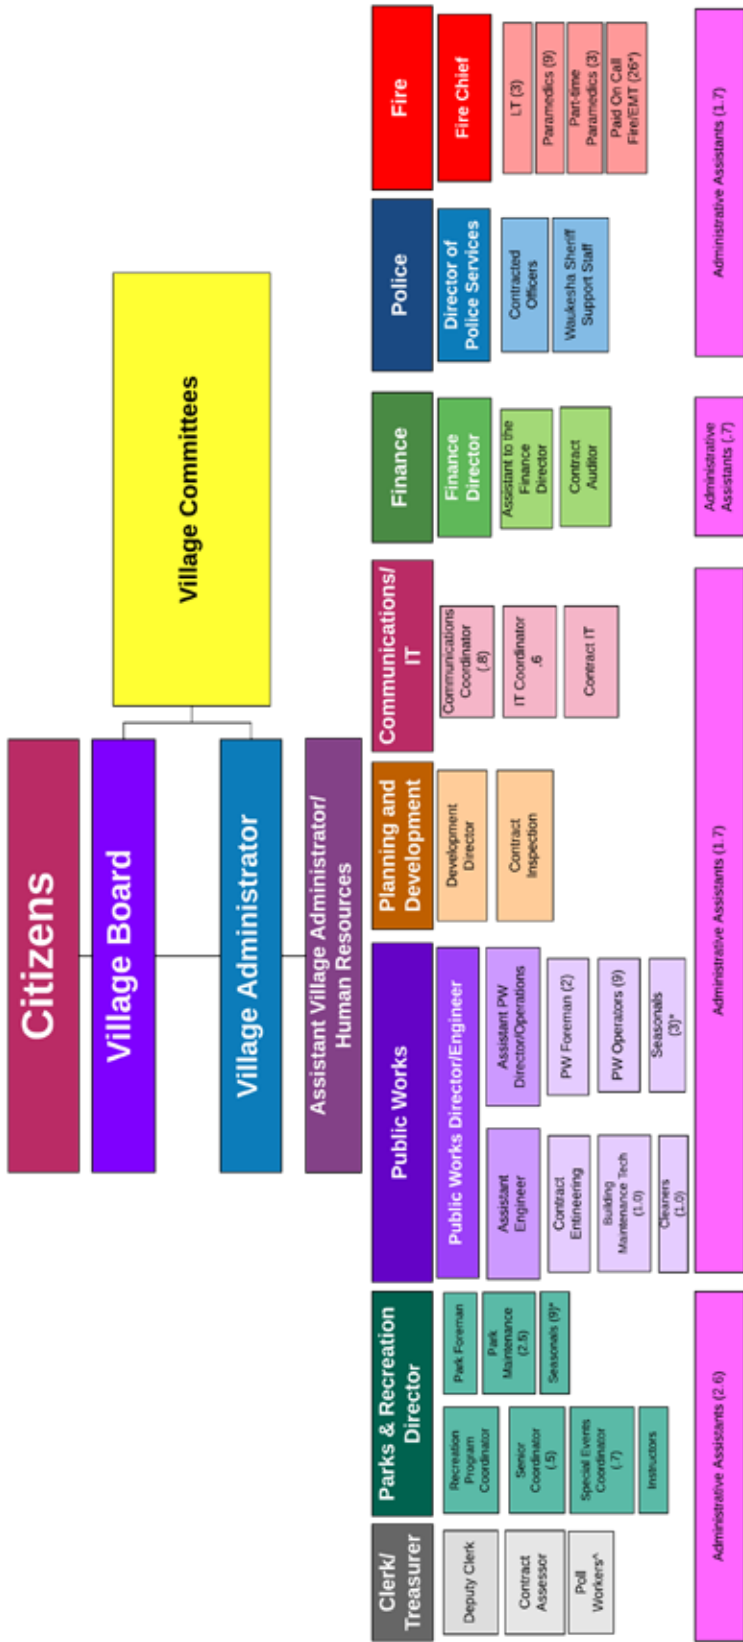 Citizens
Village Board
Village Committees
Village Administrator
Assistant Village Administrator/
Human Resources
Clerk/
Treasurer
Deputy Clerk
Contract
Assessor
Poll
Workers^
Parks & Recreation
Director
Recreation
Program
Coordinator
Senior
Coordinator
(.5)
Special Events
Coordinator
(.7)
Instructors
Park Foreman
Park
Maintenance
(2.5)
Seasonals (9)*
Public Works
Public Works Director/Engineer
Assistant
Engineer
Contract
Entineering
Building
Maintenance Tech
(1.0)
Cleaners
(1.0)
Assistant PW
Director/Operations
PW Foreman (2)
PW Operators (9)
Seasonals
(3)*
Planning and
Development
Development
Director
Contract
Inspection
Communications/
IT
Communications
Coordinator
(.8)
IT Coordinator
.6
Contract IT
Finance
Finance
Director
Assistant to the
Finance
Director
Contract
Auditor
Police
Director of
Police Services
Contracted
Officers
Waukesha Sheriff
Support Staff
Fire
Fire Chief
LT (3)
Paramedics (9)
Part-time
Paramedics (3)
Paid On Call
Fire/EMT (26*)
Administrative Assistants (2.6)
Administrative Assistants (1.7)
Administrative
Assistants (.7)
Administrative Assistants (1.7)